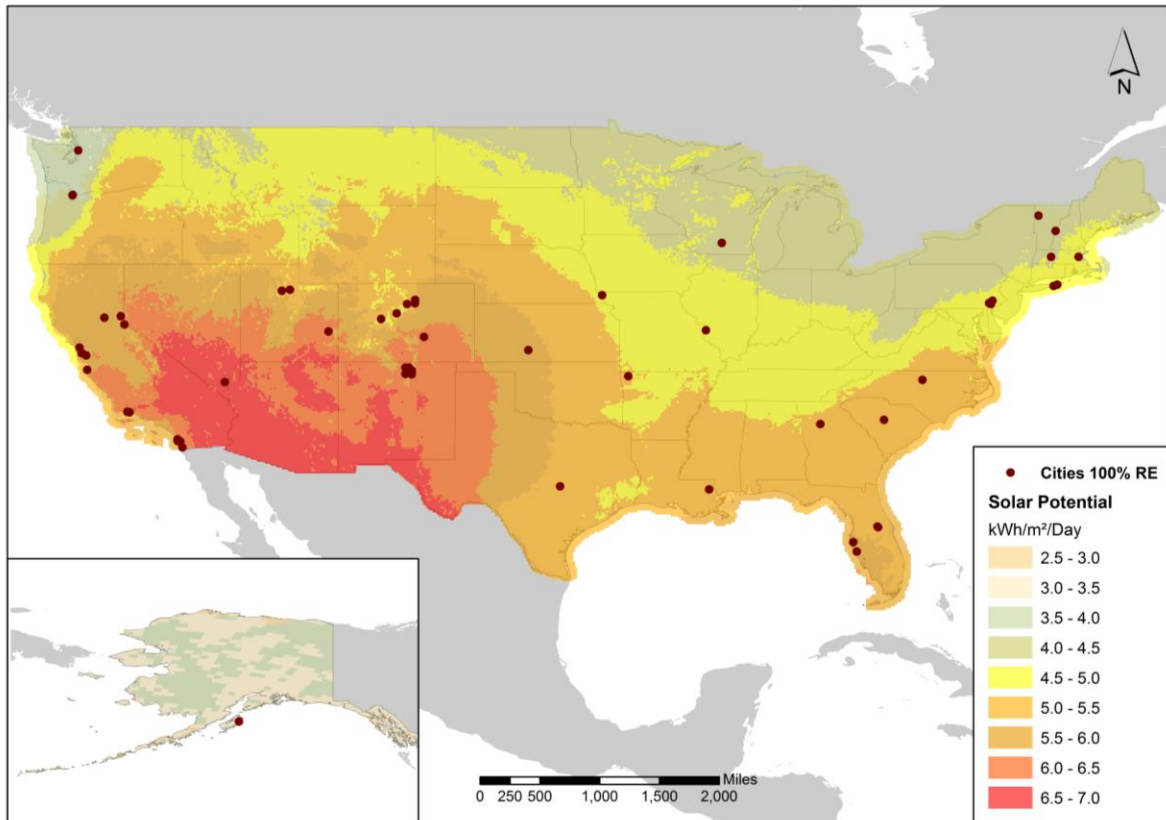 N
Cities 100% RE
Solar Potential
kWh/m²/Day
2.5 - 3.0
3.0 - 3.5
3.5 - 4.0
4.0 - 4.5
4.5 - 5.0
5.0 - 5.5
5.5 - 6.0
6.0 - 6.5
6.5 - 7.0
Miles
0 250 500 1,000 1,500 2,000